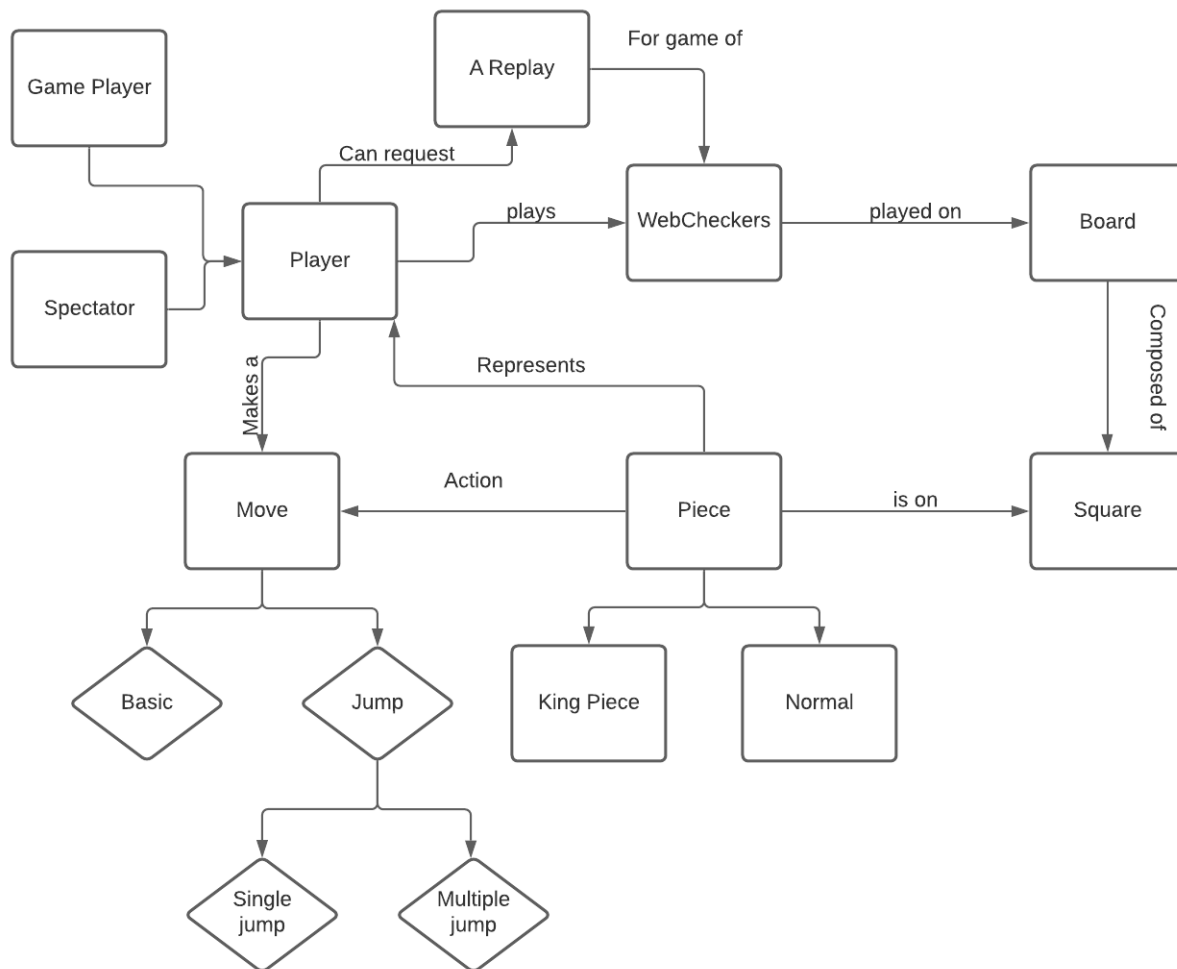 For game of
A Replay
Game Player
Can request
plays
WebCheckers
played on
Board
Player
Spectator
Composed of
Represents
Makes a
Action
Move
Piece
is on
Square
Basic
Jump
King Piece
Normal
Single
jump
Multiple
jump